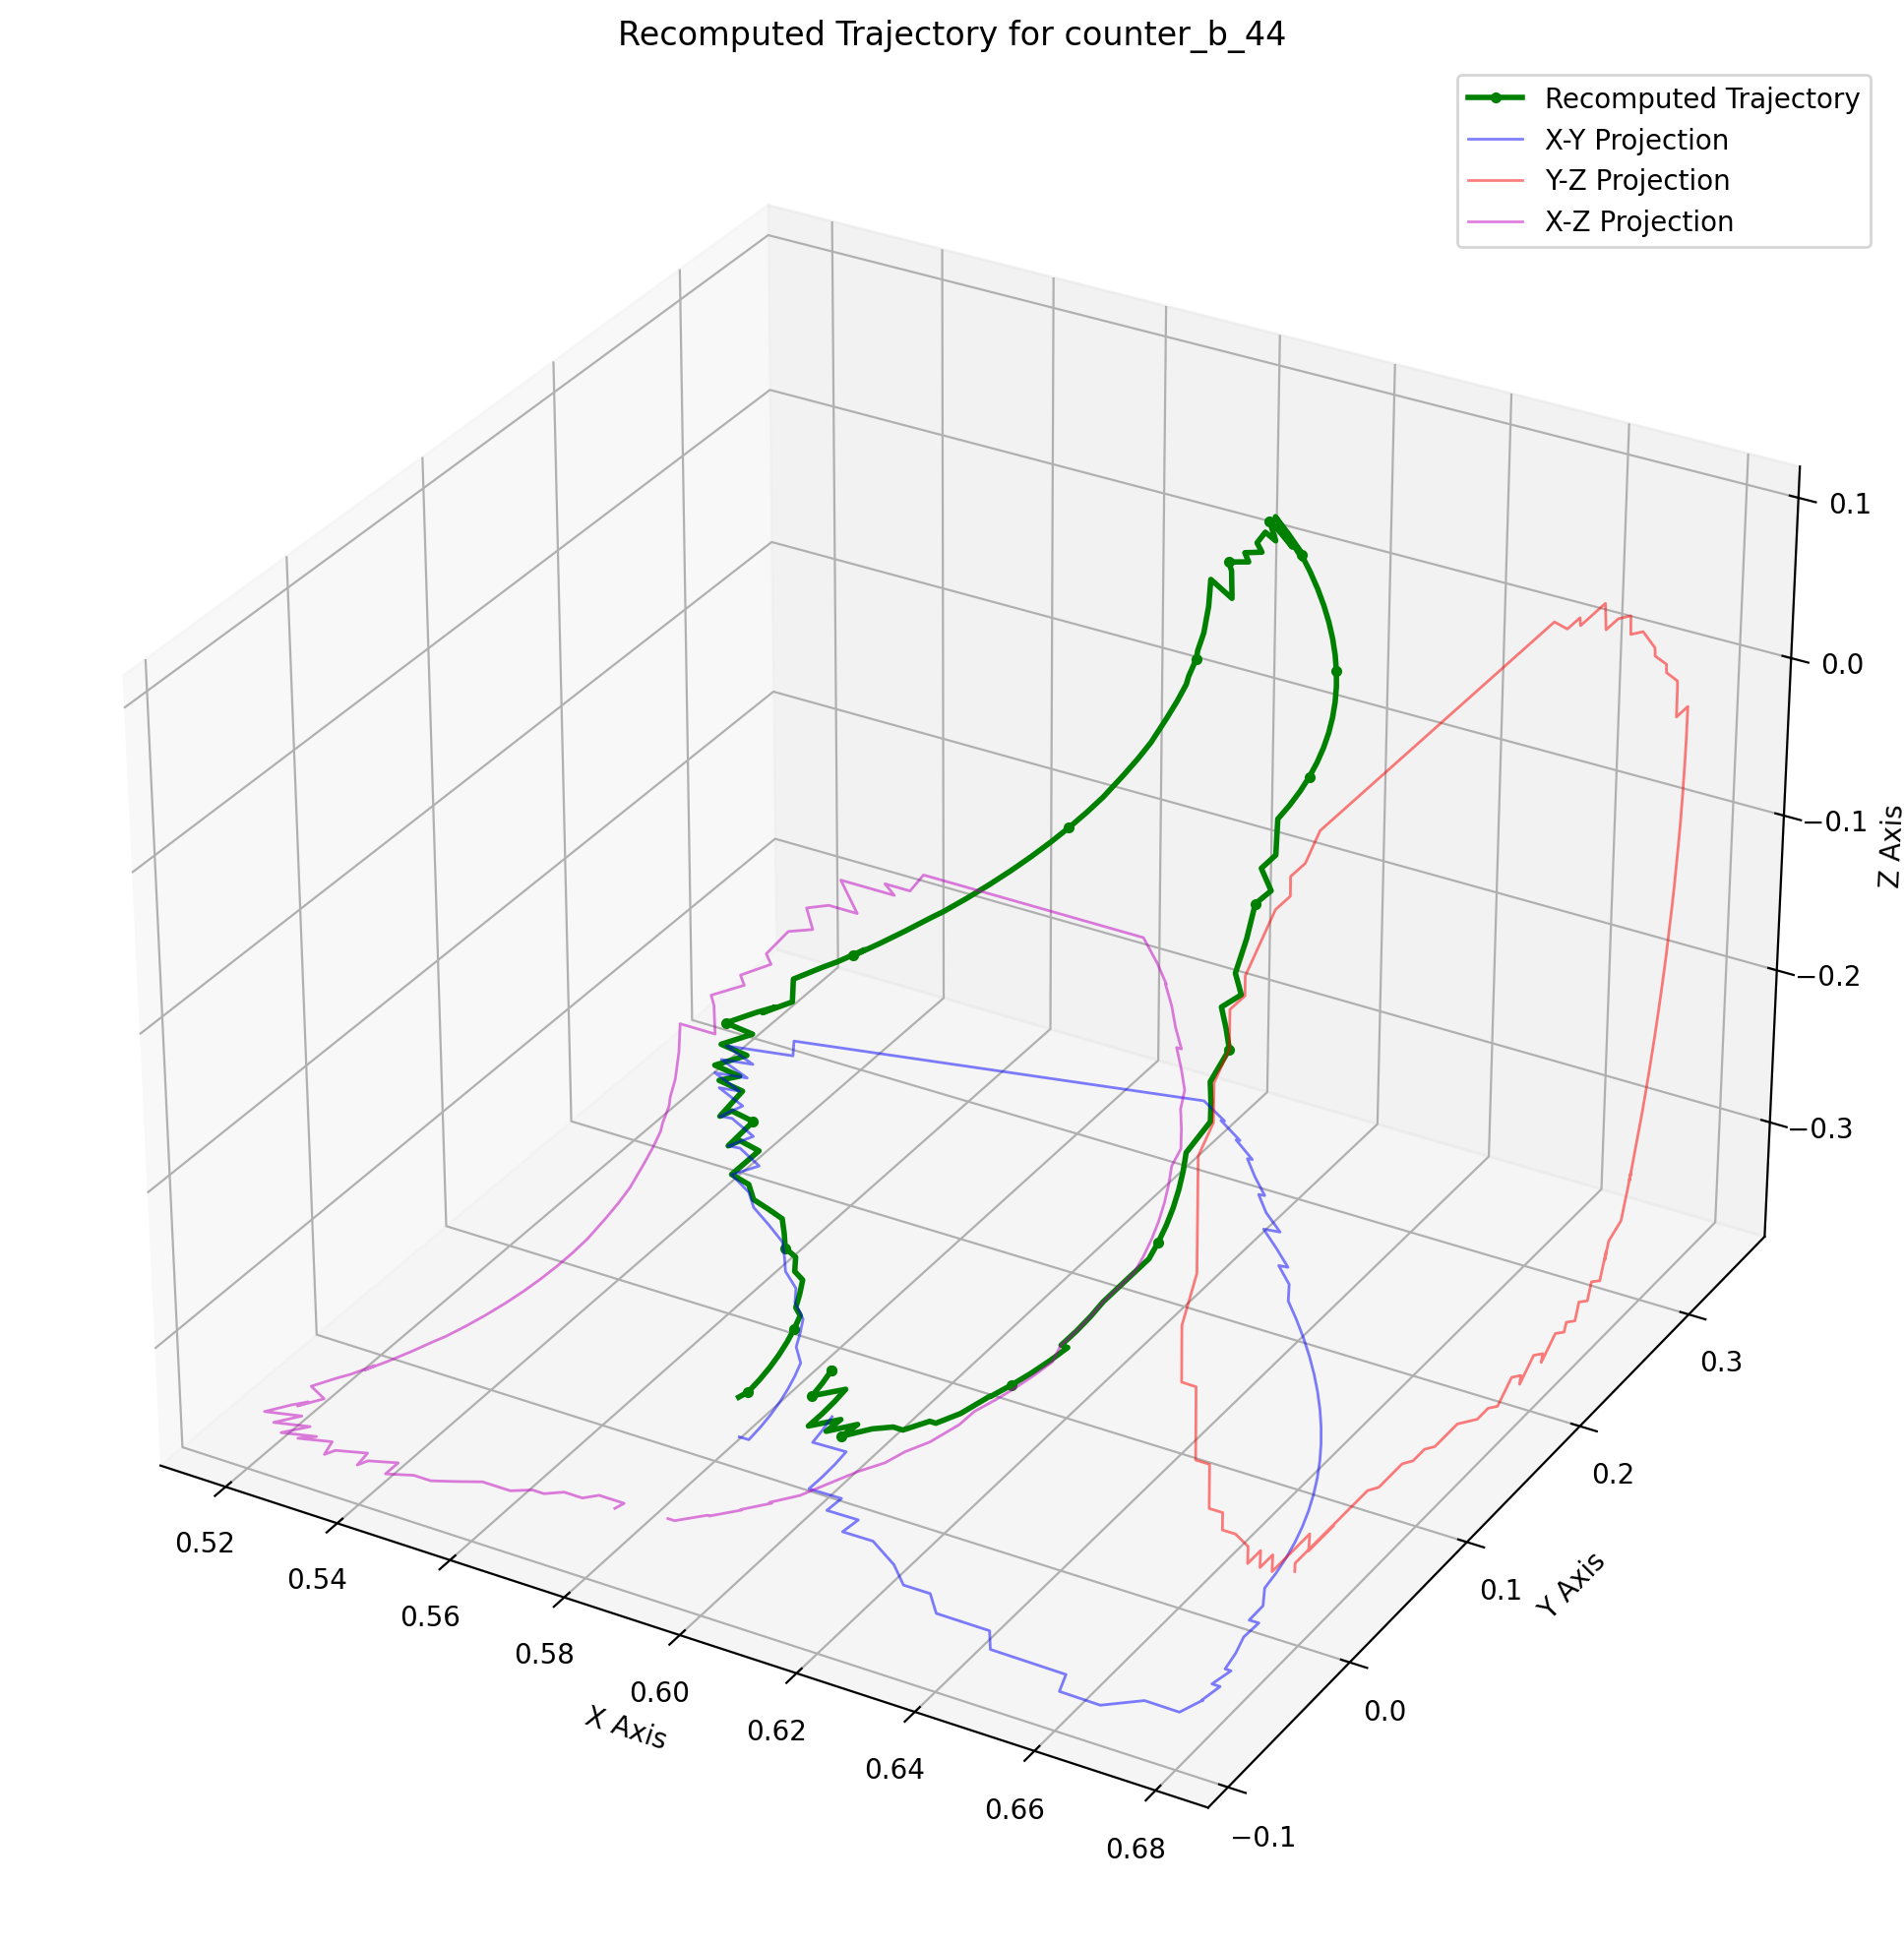 Recomputed Trajectory for counter_b_44
Recomputed Trajectory
X-Y Projection
Y-Z Projection
X-Z Projection
0.1
0.0
−0.1
−0.2
−0.3
Z Axis
0.3
0.2
0.1
0.0
−0.1
Y Axis
0.52
0.54
0.56
0.58
0.60
0.62
0.64
0.66
0.68
X Axis